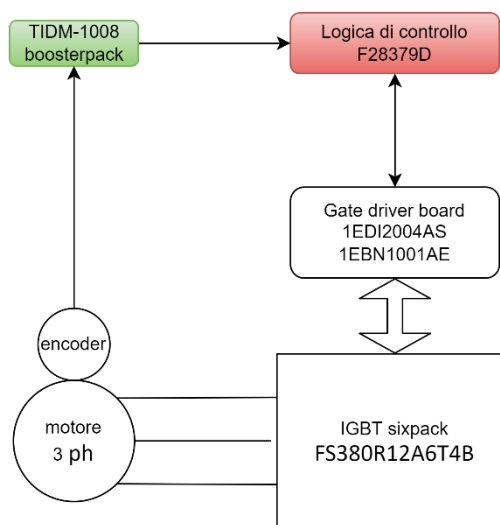 TIDM-1008
boosterpack
Logica di controllo
F28379D
Gate driver board
1EDI2004AS
1EBN1001AE
encoder
motore
3 ph
IGBT sixpack
FS380R12A6T4B